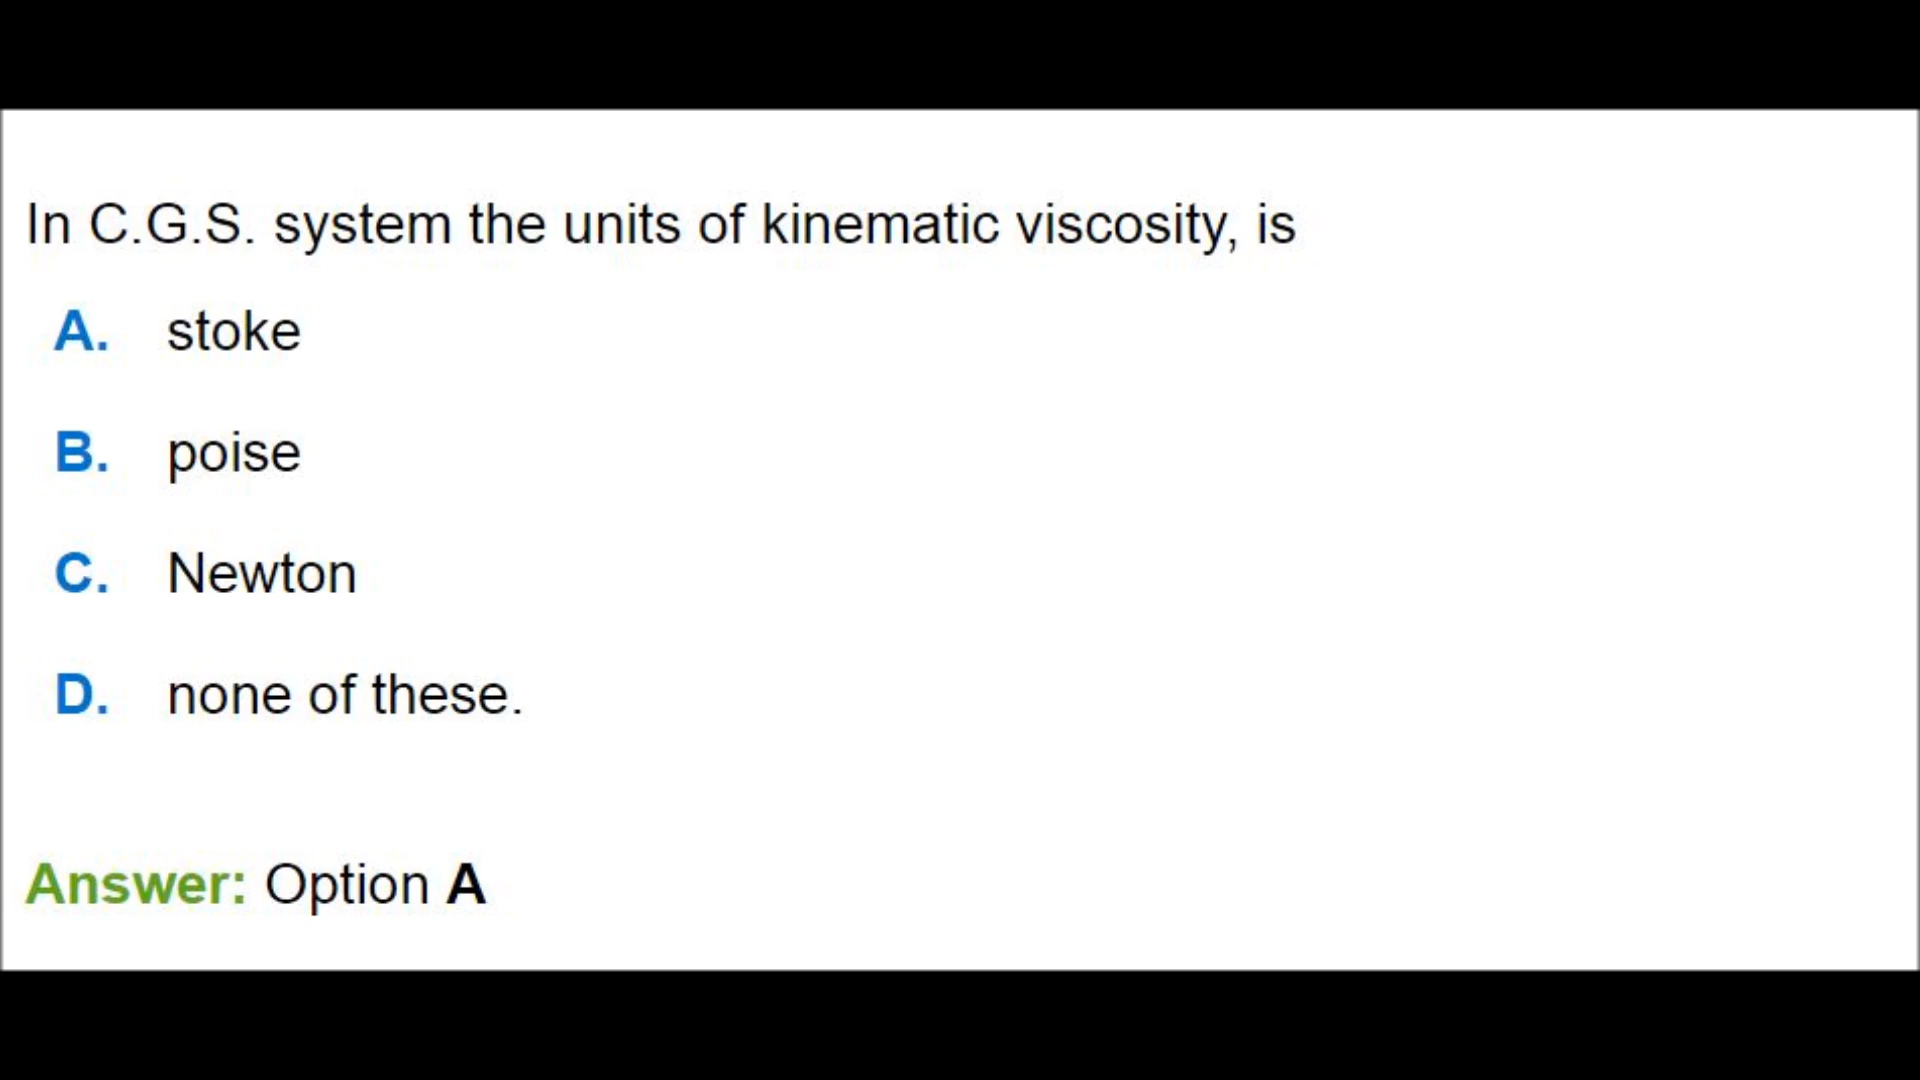 In C.G.S. system the units of kinematic viscosity, is
A. stoke
B. poise
C. Newton
D. none of these.
Answer: Option A